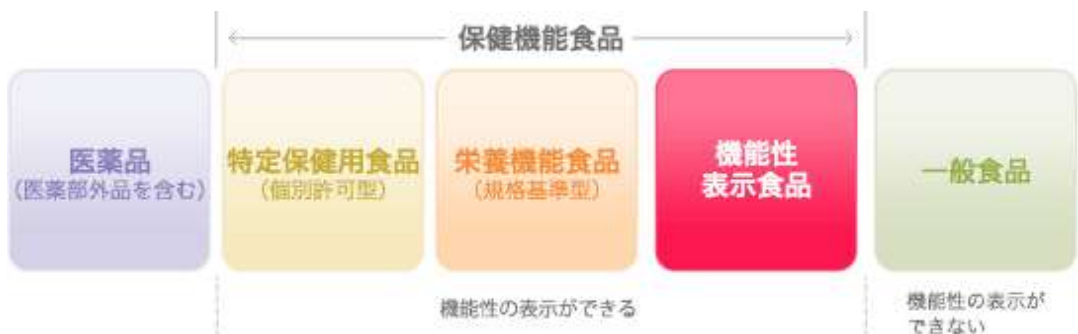 保健機能食品
医薬品
(医薬部外品を含む)
特定保健用食品
(個別許可型)
栄養機能食品
(規格基準型)
機能性
表示食品
一般食品
機能性の表示ができる
機能性の表示が
できない